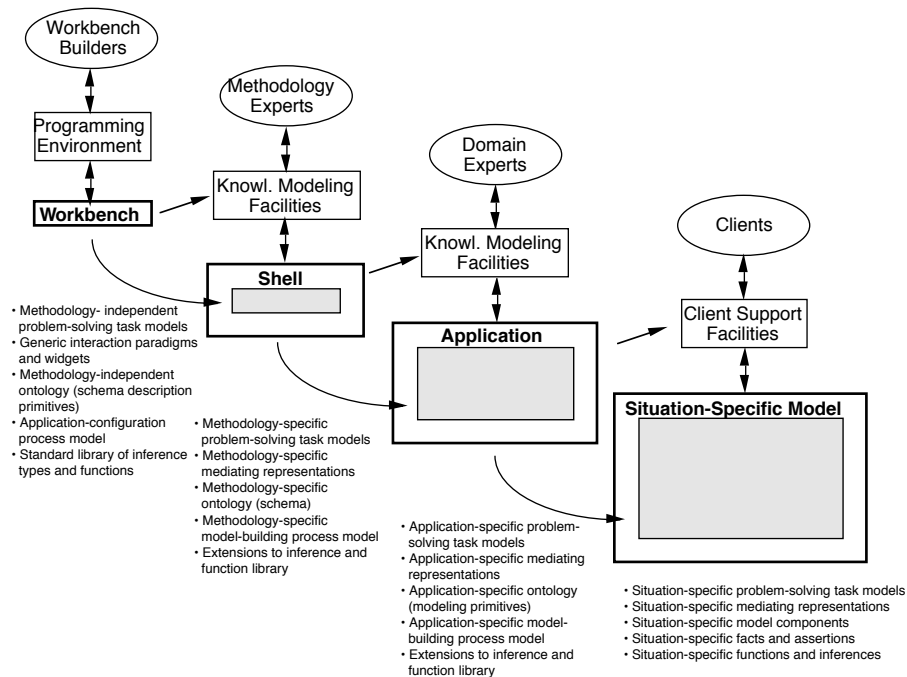 Workbench
Builders
Programming
Environment
Workbench
• Methodology- independent
problem-solving task models
• Generic interaction paradigms
and widgets
• Methodology-independent
ontology (schema description
primitives)
• Application-configuration
process model
• Standard library of inference
types and functions
Methodology
Experts
Knowl. Modeling
Facilities
Shell
• Methodology-specific
problem-solving task models
• Methodology-specific
mediating representations
• Methodology-specific
ontology (schema)
• Methodology-specific
model-building process model
• Extensions to inference and
function library
Domain
Experts
Knowl. Modeling
Facilities
Application
• Application-specific problem-
solving task models
• Application-specific mediating
representations
• Application-specific ontology
(modeling primitives)
• Application-specific model-
building process model
• Extensions to inference and
function library
Clients
Client Support
Facilities
Situation-Specific Model
• Situation-specific problem-solving task models
• Situation-specific mediating representations
• Situation-specific model components
• Situation-specific facts and assertions
• Situation-specific functions and inferences